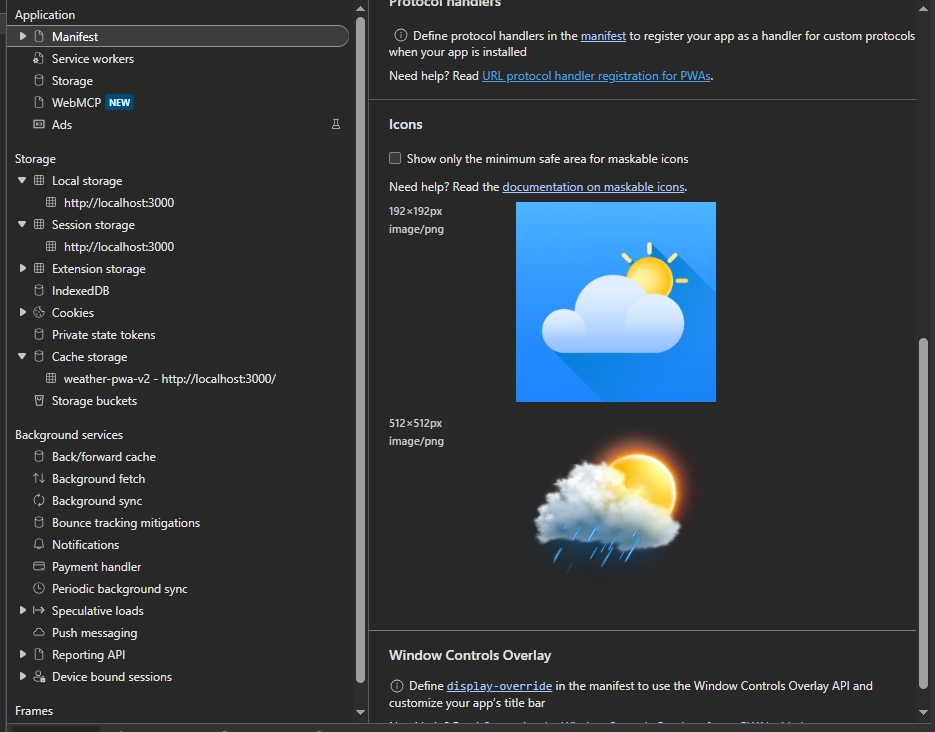 Application
Manifest
Service workers
Storage
WebMCP NEW
Ads
Storage
Local storage
http://localhost:3000
Session storage
http://localhost:3000
Extension storage
IndexedDB
Cookies
Private state tokens
Cache storage
weather-pwa-v2 - http://localhost:3000/
Storage buckets
Background services
Back/forward cache
Background fetch
Background sync
Bounce tracking mitigations
Notifications
Payment handler
Periodic background sync
Speculative loads
Push messaging
Reporting API
Device bound sessions
Frames
Protocol handlers
Define protocol handlers in the manifest to register your app as a handler for custom protocols
when your app is installed
Need help? Read URL protocol handler registration for PWAs.
Icons
Show only the minimum safe area for maskable icons
Need help? Read the documentation on maskable icons.
192×192px
image/png
512×512px
image/png
Window Controls Overlay
Define display-override in the manifest to use the Window Controls Overlay API and
customize your app's title bar